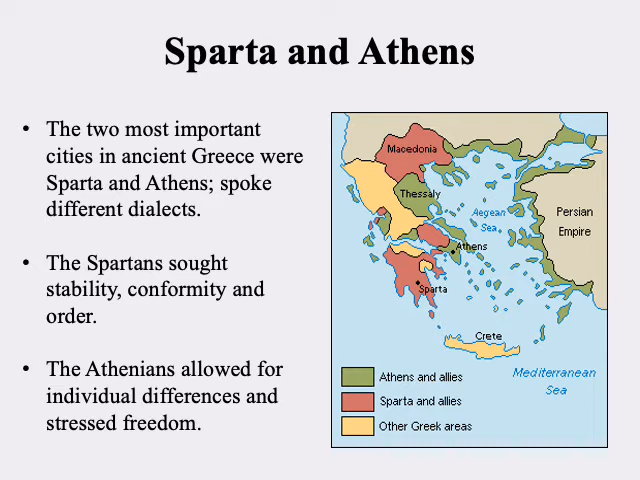 Sparta and Athens
• The two most important
cities in ancient Greece were
Sparta and Athens; spoke
different dialects.
• The Spartans sought
stability, conformity and
order.
• The Athenians allowed for
individual differences and
stressed freedom.
Macedonia
Thessaly
Aegean
Sea
Persian
Empire
Athens
Sparta
Crete
Mediterranean
Sea
Athens and allies
Sparta and allies
Other Greek areas